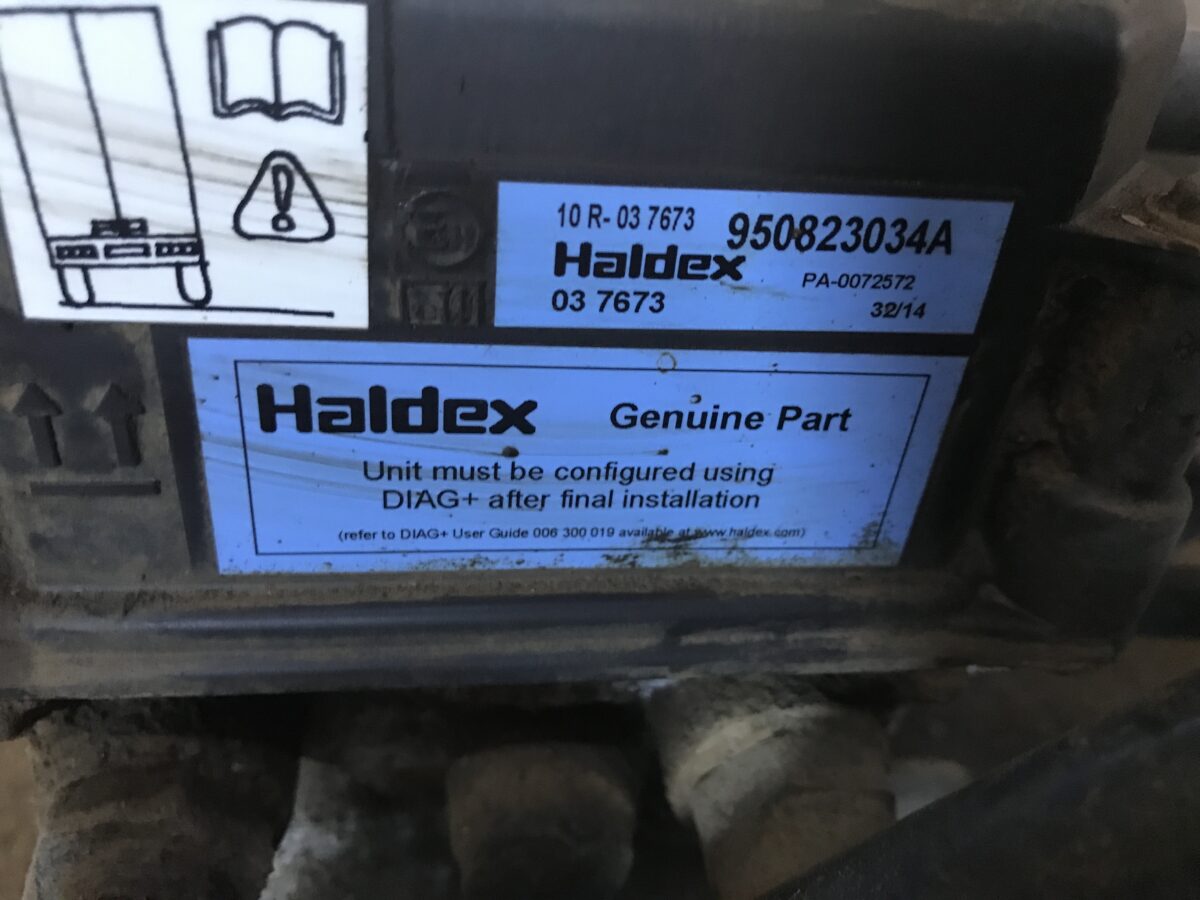 10 R- 03 7673 950823034A
Haldex PA-0072572
03 7673 32/14
Haldex Genuine Part
Unit must be configured using
DIAG+ after final installation
(refer to DIAG+ User Guide 006 300 019 available at www.haldex.com)